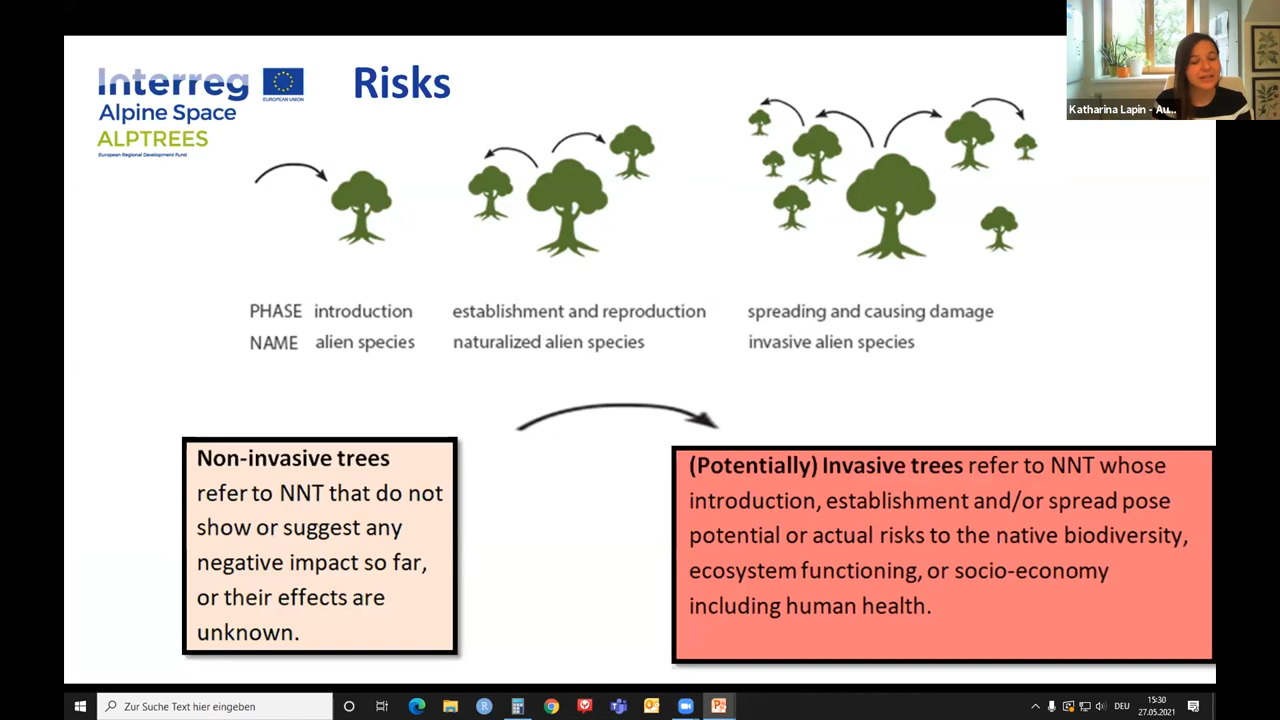 Interreg
EUROPEAN UNION
Alpine Space
ALPTREES
European Regional Development Fund
Risks
Katharina Lapin - Au...
PHASE introduction establishment and reproduction spreading and causing damage
NAME alien species naturalized alien species invasive alien species
Non-invasive trees
refer to NNT that do not
show or suggest any
negative impact so far,
or their effects are
unknown.
(Potentially) Invasive trees refer to NNT whose
introduction, establishment and/or spread pose
potential or actual risks to the native biodiversity,
ecosystem functioning, or socio-economy
including human health.
Zur Suche Text hier eingeben
DEU
15:30
27.05.2021